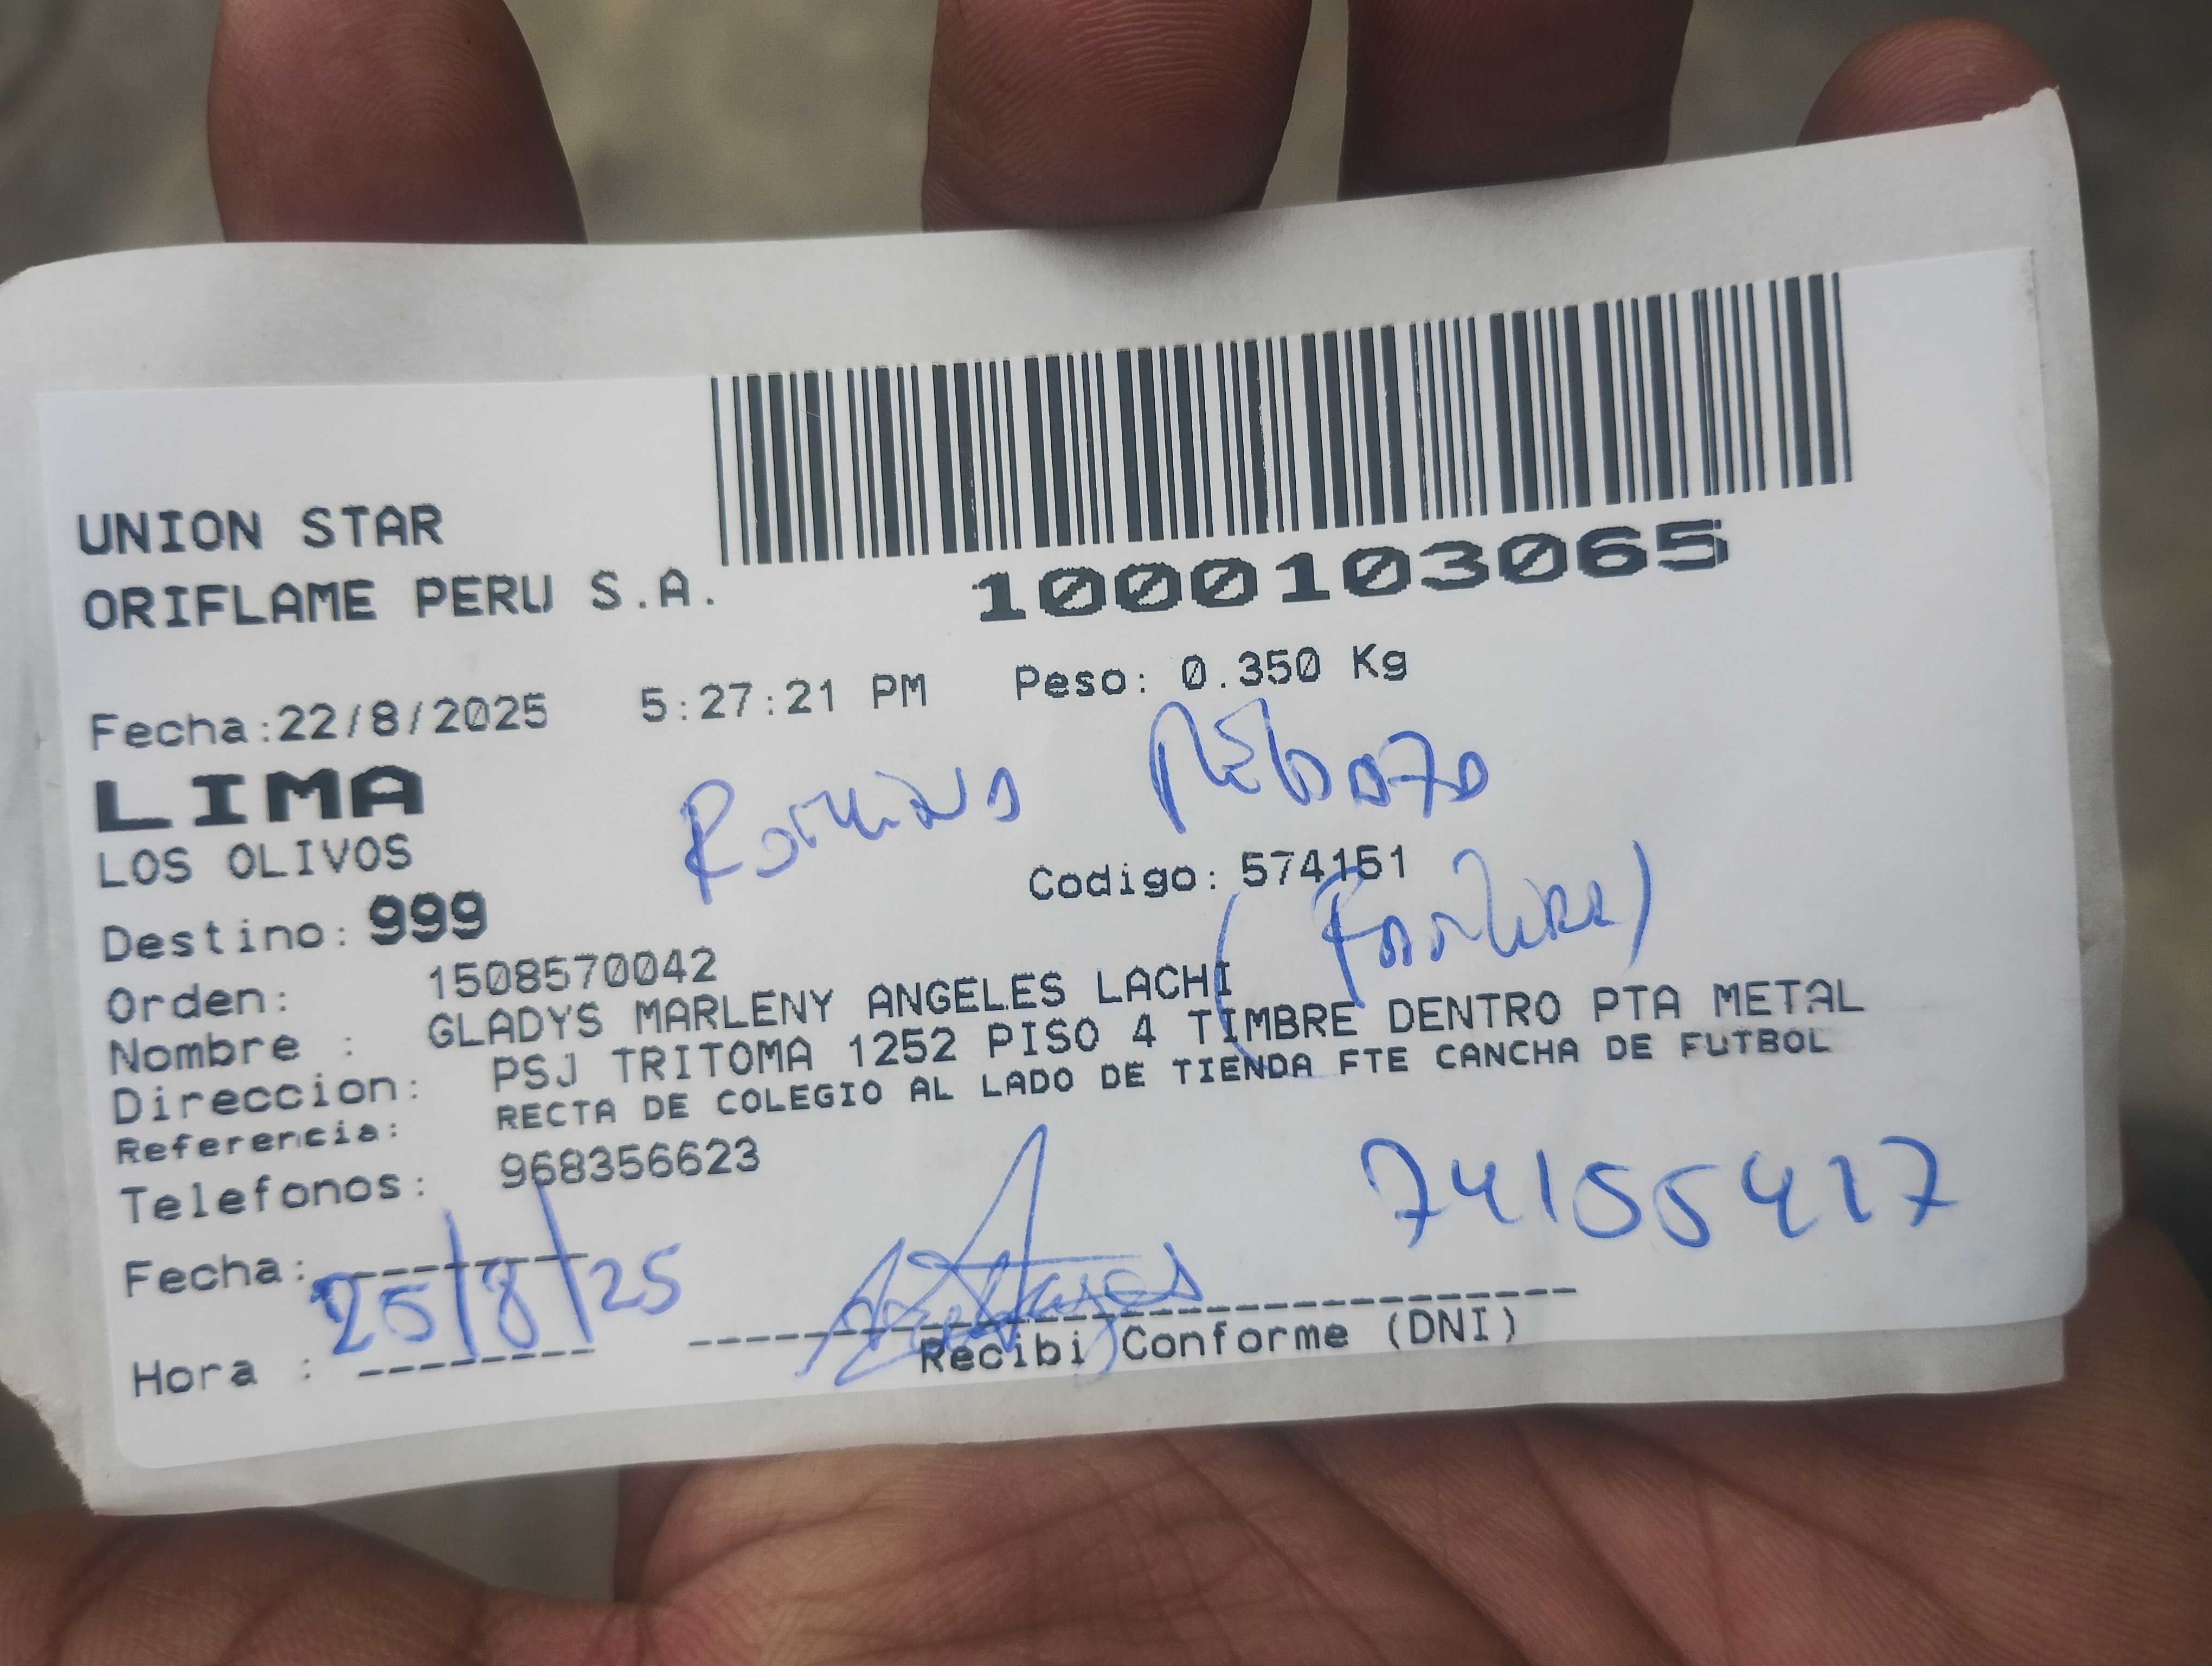 UNION STAR
ORIFLAME PERU S.A.
1000103065
Fecha:22/8/2025 5:27:21 PM Peso: 0.350 Kg
LIMA
LOS OLIVOS
Codigo: 574151
Destino: 999
Orden: 1508570042
Nombre : GLADYS MARLENY ANGELES LACHI
Direccion: PSJ TRITOMA 1252 PISO 4 TIMBRE DENTRO PTA METAL
Referencia: RECTA DE COLEGIO AL LADO DE TIENDA FTE CANCHA DE FUTBOL
Telefonos: 968356623
74155417
Fecha: 25/8/25
Hora :
Recibi Conforme (DNI)